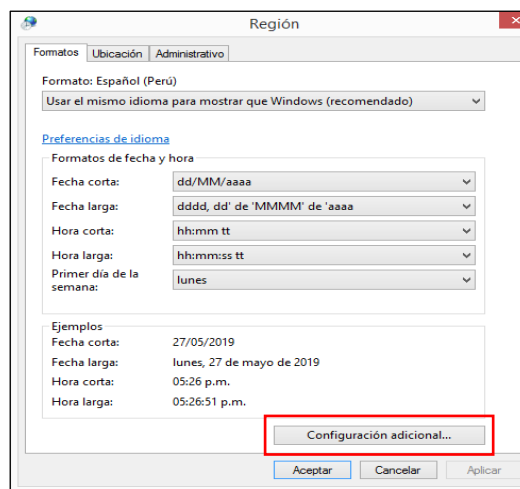 Región
Formatos Ubicación Administrativo
Formato: Español (Perú)
Usar el mismo idioma para mostrar que Windows (recomendado)
Preferencias de idioma
Formatos de fecha y hora
Fecha corta: dd/MM/aaaa
Fecha larga: dddd, dd' de 'MMMM' de 'aaaa
Hora corta: hh:mm tt
Hora larga: hh:mm:ss tt
Primer día de la
semana: lunes
Ejemplos
Fecha corta: 27/05/2019
Fecha larga: lunes, 27 de mayo de 2019
Hora corta: 05:26 p.m.
Hora larga: 05:26:51 p.m.
Configuración adicional...
Aceptar Cancelar Aplicar